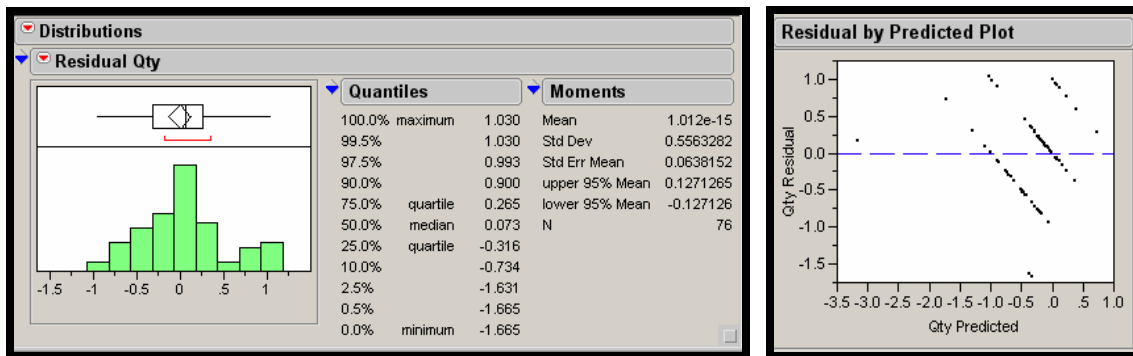 Distributions
Residual Qty
Quantiles
100.0% maximum 1.030
99.5% 1.030
97.5% 0.993
90.0% 0.900
75.0% quartile 0.265
50.0% median 0.073
25.0% quartile -0.316
10.0% -0.734
2.5% -1.631
0.5% -1.665
0.0% minimum -1.665
Moments
Mean 1.012e-15
Std Dev 0.5563282
Std Err Mean 0.0638152
upper 95% Mean 0.1271265
lower 95% Mean -0.127126
N 76
-1.5 -1 -0.5 0 .5 1
Residual by Predicted Plot
Qty Residual
1.0
0.5
0.0
-0.5
-1.0
-1.5
-3.5 -3.0 -2.5 -2.0 -1.5 -1.0 -0.5 .0 .5 1.0
Qty Predicted